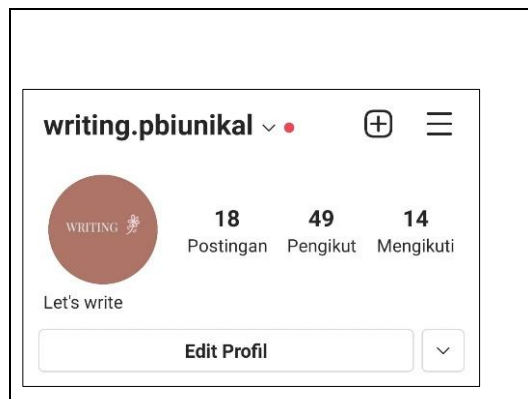 writing.pbiunikal
WRITING
18 49 14
Postingan Pengikut Mengikuti
Let's write
Edit Profil